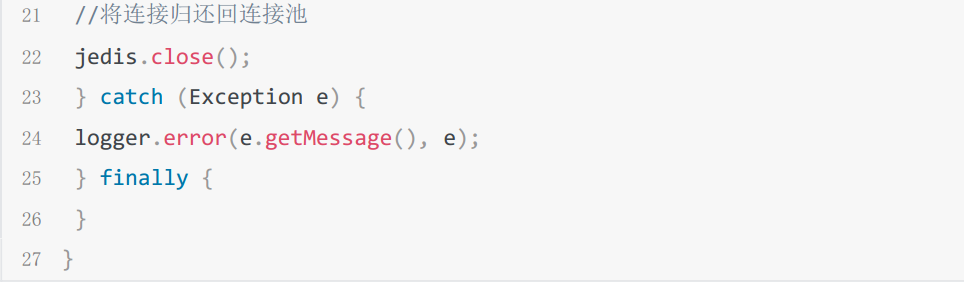 21 //将连接归还回连接池
22 jedis.close();
23 } catch (Exception e) {
24 logger.error(e.getMessage(), e);
25 } finally {
26 }
27 }